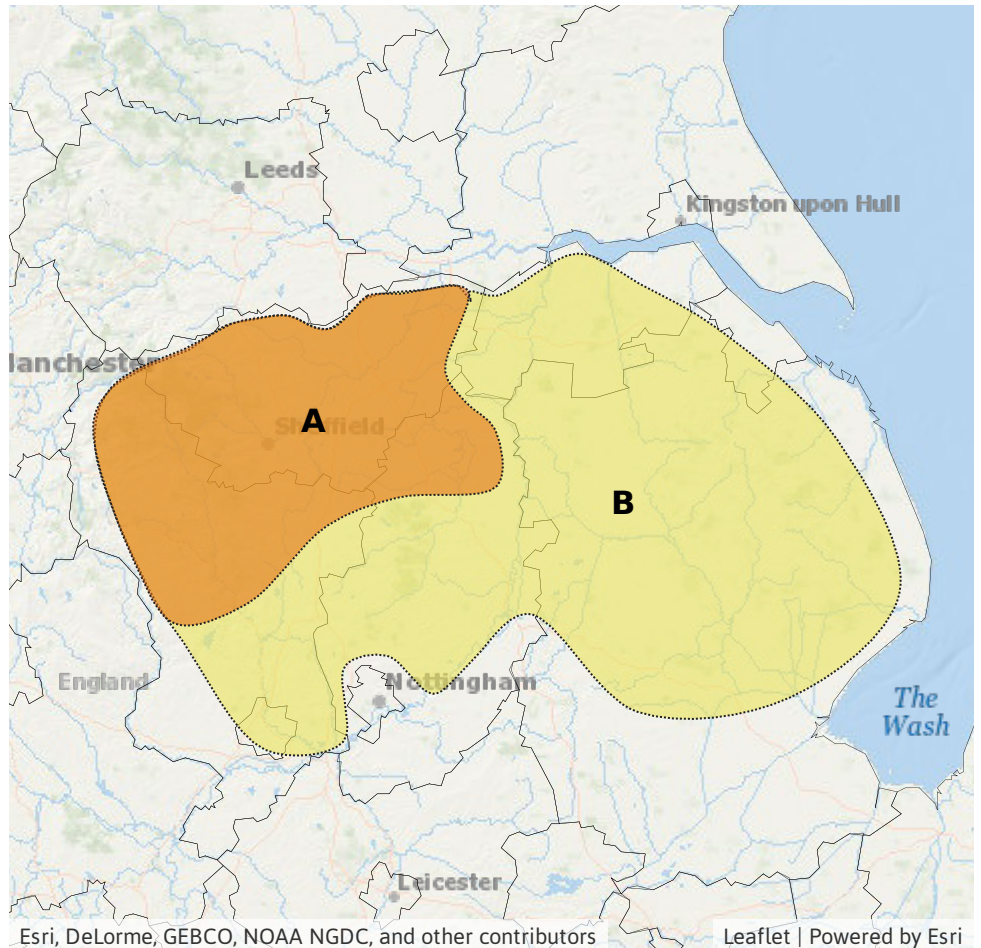 Leeds
Kingston upon Hull
Manchester
Sheffield
A
B
England
Nottingham
The
Wash
Leicester
Esri, DeLorme, GEBCO, NOAA NGDC, and other contributors
Leaflet | Powered by Esri